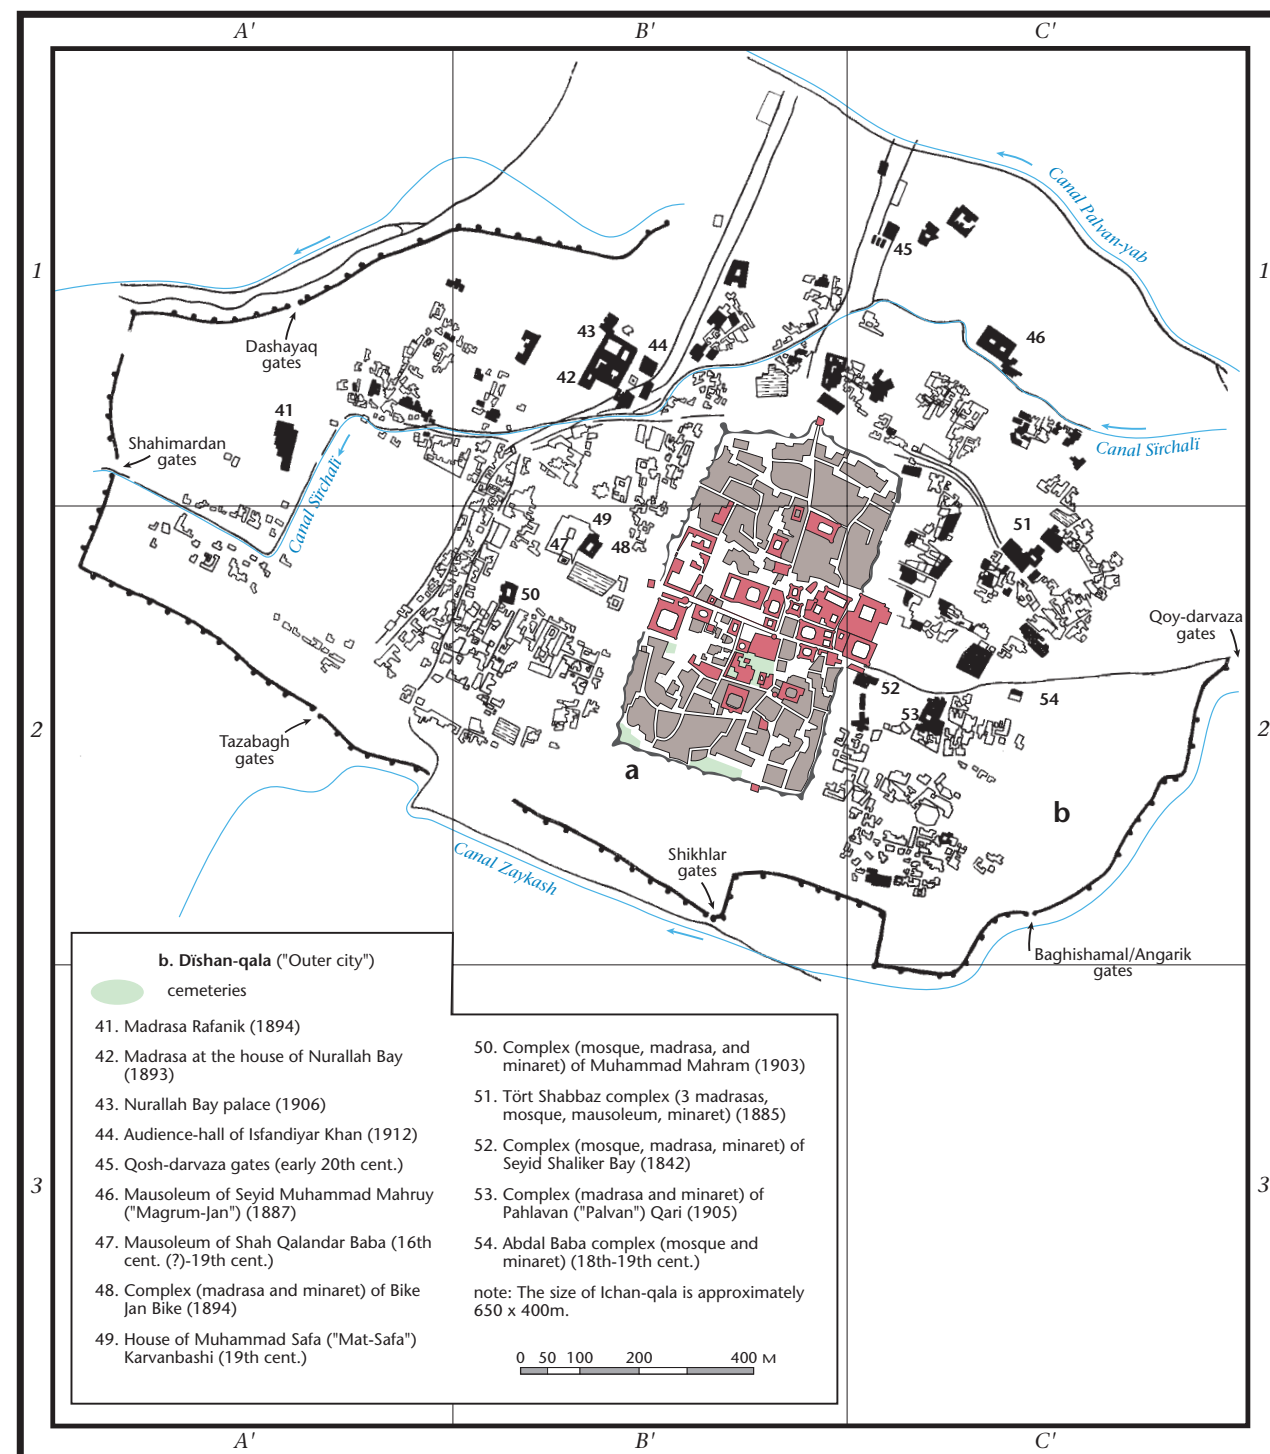 A'
B'
C'
1
1
Canal Palvan-yab
45
43
44
46
42
Dashayaq
gates
41
Shahimardan
gates
Canal Sïrchalï
Canal Sïrchalï
49
47
48
51
50
Qoy-darvaza
gates
52
54
53
2
2
Tazabagh
gates
a
b
Canal Zaykash
Shikhlar
gates
Baghishamal/Angarik
gates
b. Dïshan-qala ("Outer city")
cemeteries
41. Madrasa Rafanik (1894)
42. Madrasa at the house of Nurallah Bay
(1893)
43. Nurallah Bay palace (1906)
44. Audience-hall of Isfandiyar Khan (1912)
45. Qosh-darvaza gates (early 20th cent.)
46. Mausoleum of Seyid Muhammad Mahruy
("Magrum-Jan") (1887)
47. Mausoleum of Shah Qalandar Baba (16th
cent. (?)-19th cent.)
48. Complex (madrasa and minaret) of Bike
Jan Bike (1894)
49. House of Muhammad Safa ("Mat-Safa")
Karvanbashi (19th cent.)
50. Complex (mosque, madrasa, and
minaret) of Muhammad Mahram (1903)
51. Tört Shabbaz complex (3 madrasas,
mosque, mausoleum, minaret) (1885)
52. Complex (mosque, madrasa, minaret) of
Seyid Shaliker Bay (1842)
53. Complex (madrasa and minaret) of
Pahlavan ("Palvan") Qari (1905)
54. Abdal Baba complex (mosque and
minaret) (18th-19th cent.)
note: The size of Ichan-qala is approximately
650 x 400m.
0 50 100 200 400 M
3
3
A'
B'
C'